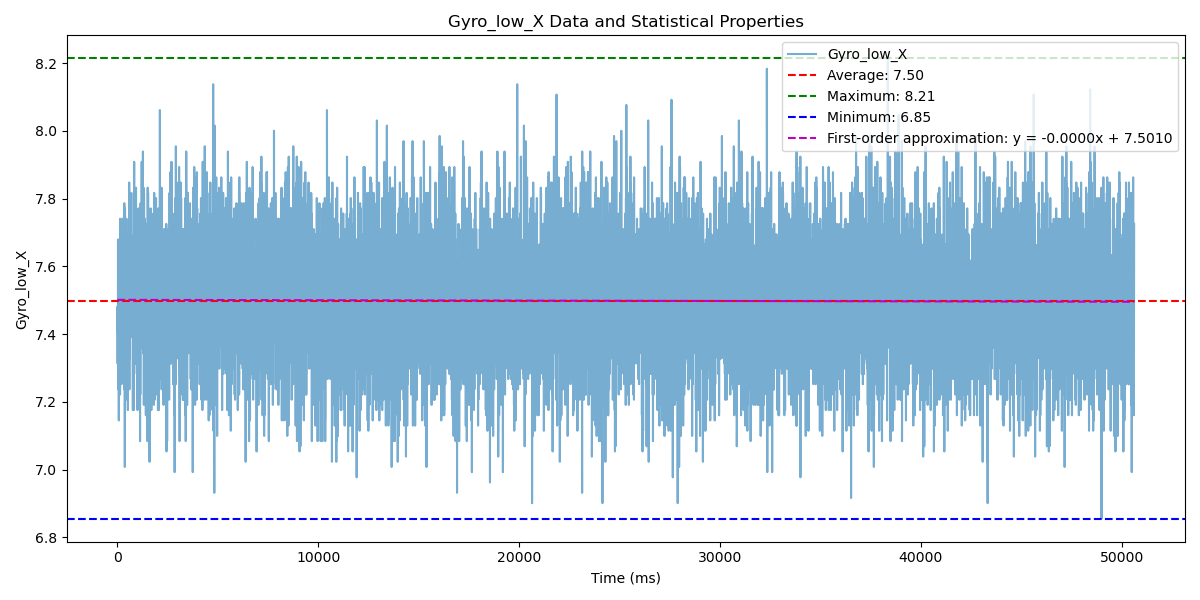 Gyro_low_X Data and Statistical Properties
Gyro_low_X
Average: 7.50
Maximum: 8.21
Minimum: 6.85
First-order approximation: y = -0.0000x + 7.5010
Gyro_low_X
8.2
8.0
7.8
7.6
7.4
7.2
7.0
6.8
0 10000 20000 30000 40000 50000
Time (ms)